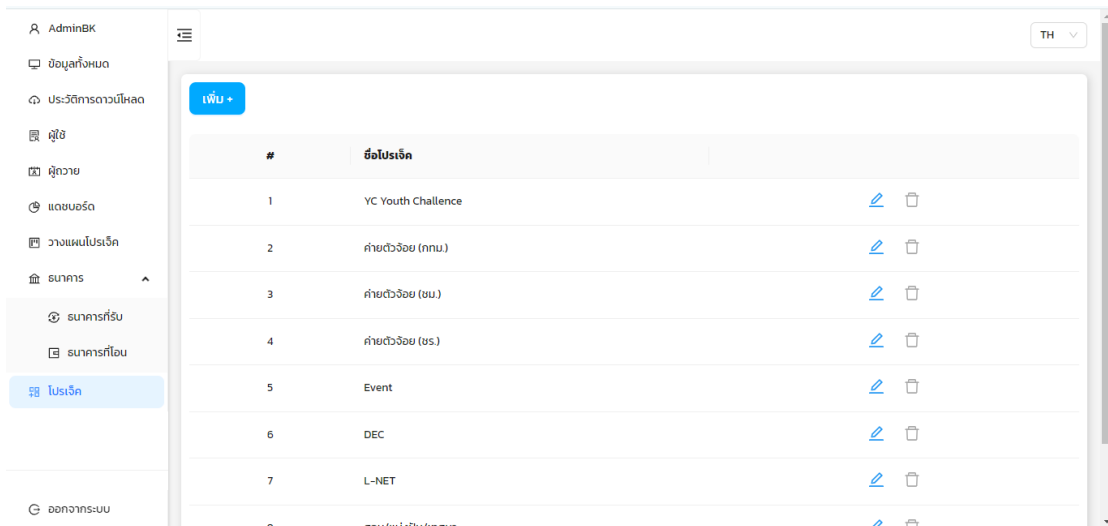 AdminBK
TH
ข้อมูลทั้งหมด
ประวัติการดาวน์โหลด
เพิ่ม +
ผู้ใช้
# ชื่อโปรเจ็ค
ผู้ถวาย
1 YC Youth Challence
แดชบอร์ด
วางแผนโปรเจ็ค
2 ค่ายตัวจ้อย (กทม.)
ธนาคาร
3 ค่ายตัวจ้อย (ชม.)
ธนาคารที่รับ
4 ค่ายตัวจ้อย (ชร.)
ธนาคารที่โอน
5 Event
โปรเจ็ค
6 DEC
7 L-NET
ออกจากระบบ